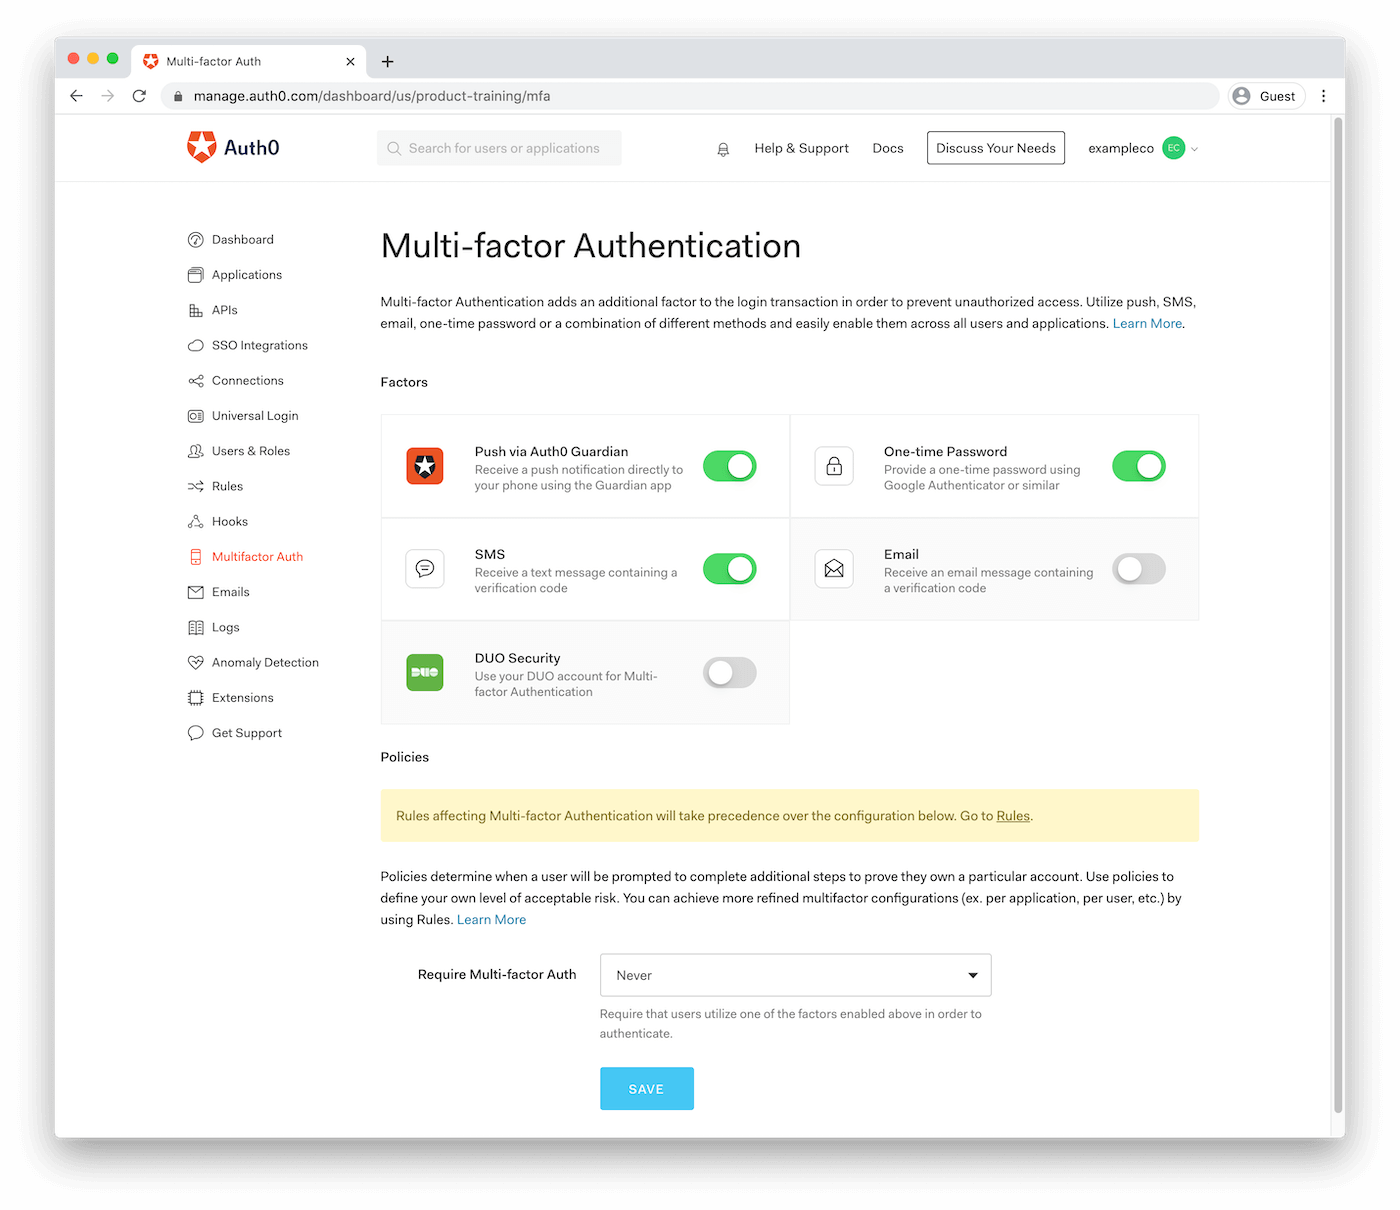 Multi-factor Auth
manage.auth0.com/dashboard/us/product-training/mfa
Guest
Auth0
Search for users or applications
Help & Support
Docs
Discuss Your Needs
exampleco
EC
Dashboard
Applications
APIs
SSO Integrations
Connections
Universal Login
Users & Roles
Rules
Hooks
Multifactor Auth
Emails
Logs
Anomaly Detection
Extensions
Get Support
Multi-factor Authentication
Multi-factor Authentication adds an additional factor to the login transaction in order to prevent unauthorized access. Utilize push, SMS,
email, one-time password or a combination of different methods and easily enable them across all users and applications. Learn More.
Factors
Push via Auth0 Guardian
Receive a push notification directly to
your phone using the Guardian app
One-time Password
Provide a one-time password using
Google Authenticator or similar
SMS
Receive a text message containing a
verification code
Email
Receive an email message containing
a verification code
DUO
DUO Security
Use your DUO account for Multi-
factor Authentication
Policies
Rules affecting Multi-factor Authentication will take precedence over the configuration below. Go to Rules.
Policies determine when a user will be prompted to complete additional steps to prove they own a particular account. Use policies to
define your own level of acceptable risk. You can achieve more refined multifactor configurations (ex. per application, per user, etc.) by
using Rules. Learn More
Require Multi-factor Auth
Never
Require that users utilize one of the factors enabled above in order to
authenticate.
SAVE